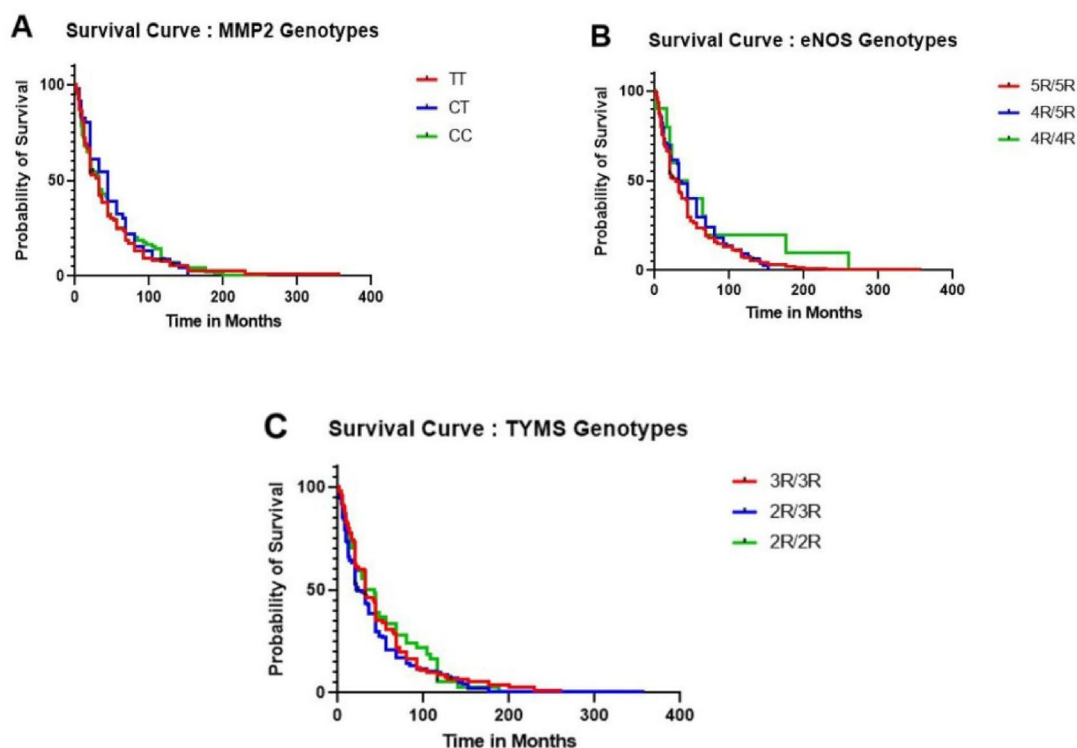 A
Survival Curve : MMP2 Genotypes
Probability of Survival
100
50
0
0 100 200 300 400
Time in Months
TT
CT
CC
B
Survival Curve : eNOS Genotypes
Probability of Survival
100
50
0
0 100 200 300 400
Time in Months
5R/5R
4R/5R
4R/4R
C
Survival Curve : TYMS Genotypes
Probability of Survival
100
50
0
0 100 200 300 400
Time in Months
3R/3R
2R/3R
2R/2R